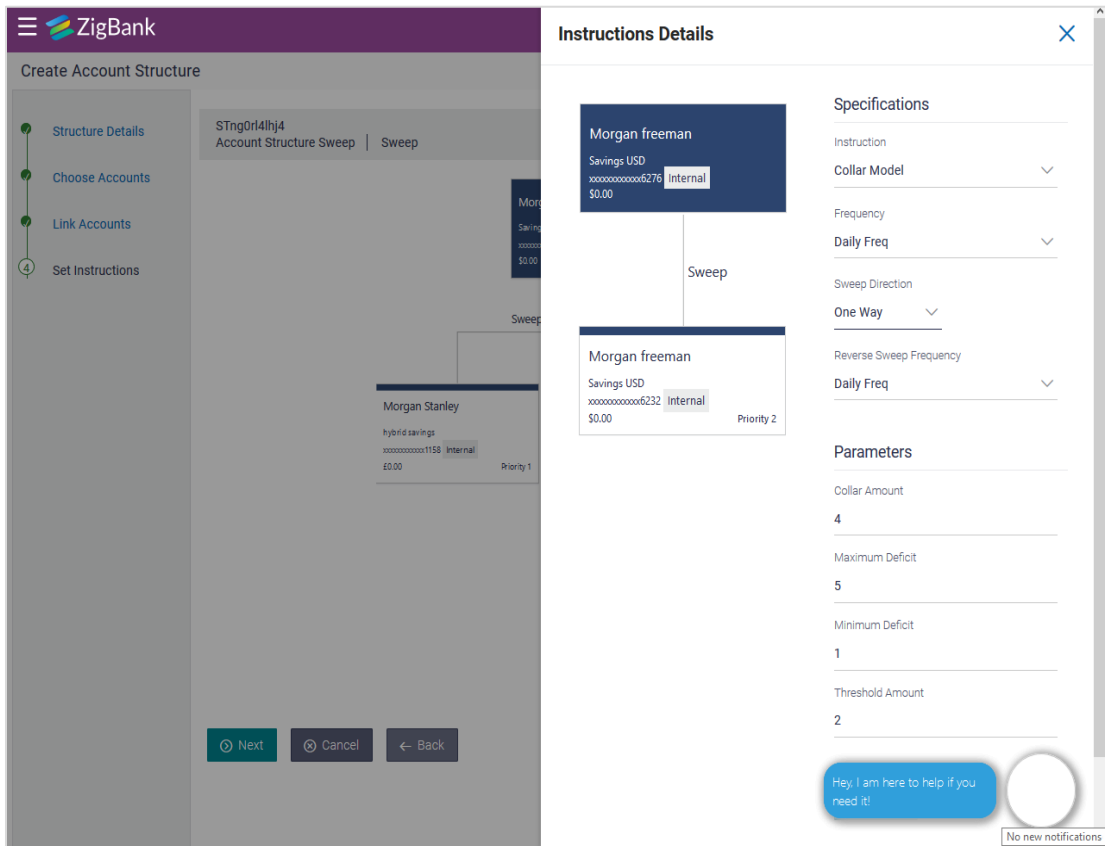 ZigBank
Create Account Structure
Structure Details
Choose Accounts
Link Accounts
4
Set Instructions
STng0rl4lhj4
Account Structure Sweep | Sweep
Sweep
Morgan Stanley
hybrid savings
xxxxxxxxxxxx1158 Internal
£0.00 Priority 1
Next
Cancel
Back
Instructions Details
Morgan freeman
Savings USD
xxxxxxxxxxxx6276 Internal
$0.00
Sweep
Morgan freeman
Savings USD
xxxxxxxxxxxx6232 Internal
$0.00 Priority 2
Specifications
Instruction
Collar Model
Frequency
Daily Freq
Sweep Direction
One Way
Reverse Sweep Frequency
Daily Freq
Parameters
Collar Amount
4
Maximum Deficit
5
Minimum Deficit
1
Threshold Amount
2
Hey, I am here to help if you
need it!
No new notifications